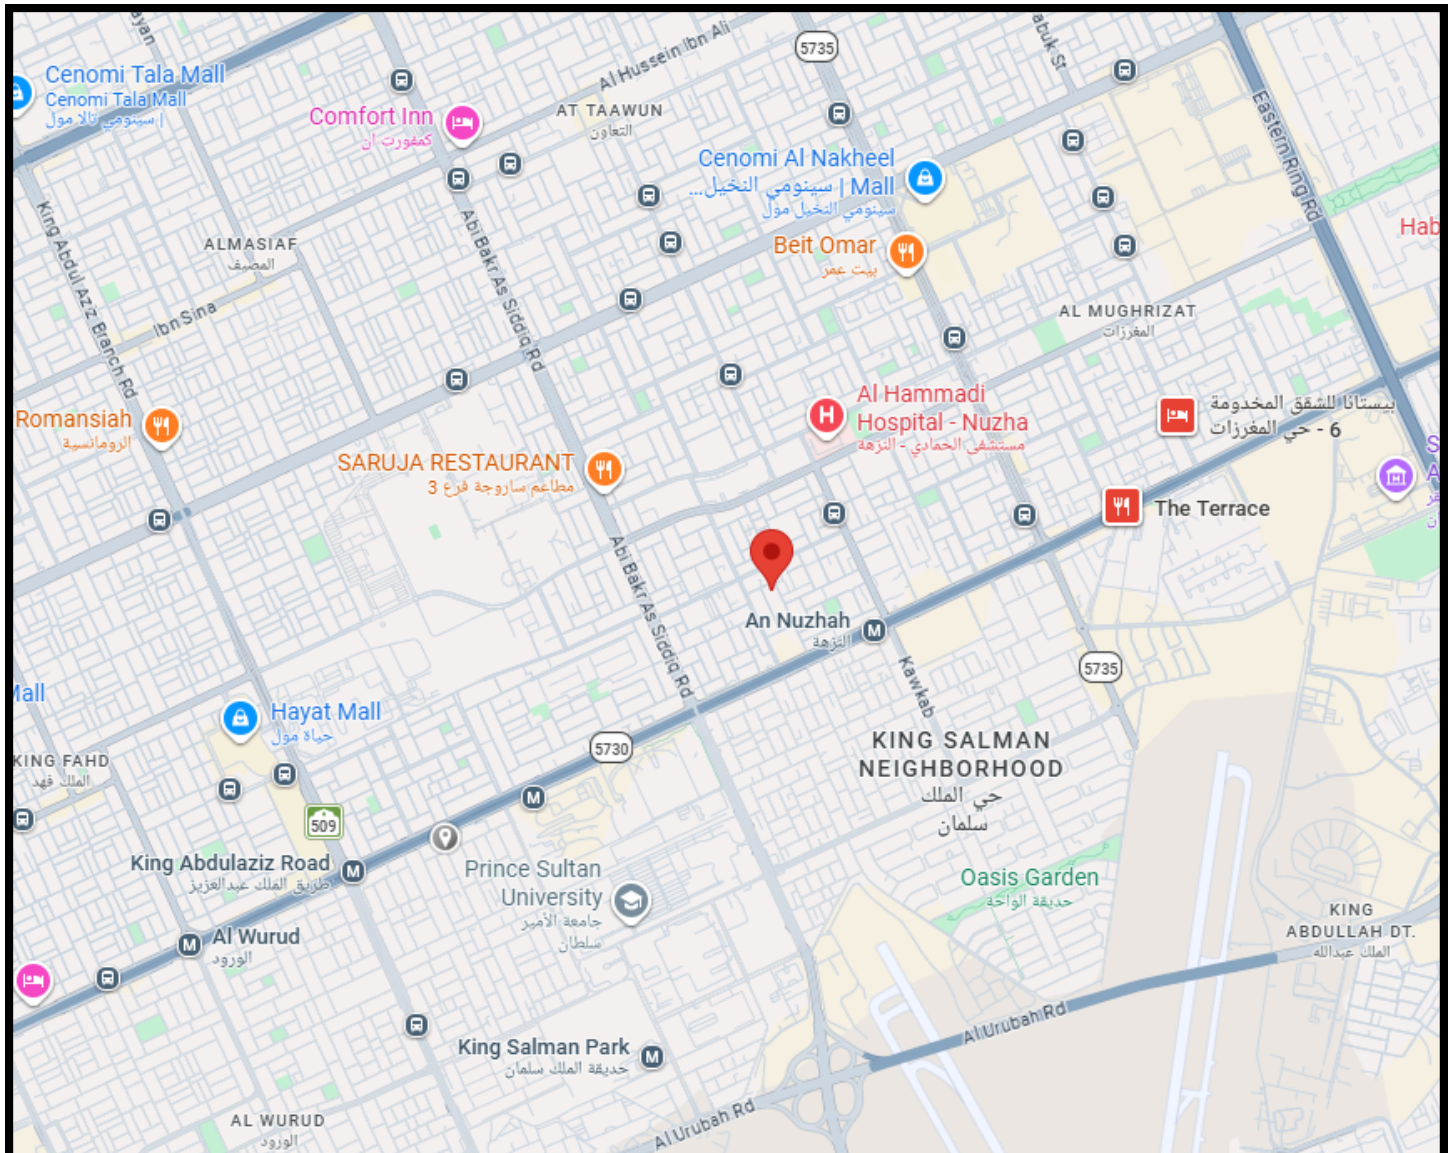 5735
Al Hussein Ibn Ali
Cenomi Tala Mall
Cenomi Tala Mall
سينومي تالا مول |
Comfort Inn
كمفورت ان
AT TAAWUN
التعاون
Eastern Ring Rd
Cenomi Al Nakheel
Mall | سينومي النخيل...
سينومي النخيل مول
Beit Omar
بيت عمر
King Abdul Aziz Branch Rd
ALMASIAF
المصيف
Abi Bakr As Siddiq Rd
Ibn Sina
AL MUGHRIZAT
المغرزات
Al Hammadi
Hospital - Nuzha
مستشفى الحمادي - النزهة
بيستانا للشقق المخدومة
6 - حي المغرزات
Romansiah
الرومانسية
SARUJA RESTAURANT
مطاعم ساروجة فرع 3
The Terrace
Abi Bakr As Siddiq Rd
An Nuzhah
النزهة
Kawkab
5735
Hayat Mall
حياة مول
5730
KING SALMAN
NEIGHBORHOOD
حي الملك
سلمان
KING FAHD
الملك فهد
509
King Abdulaziz Road
طريق الملك عبدالعزيز
Prince Sultan
University
جامعة الأمير
سلطان
Oasis Garden
حديقة الواحة
KING
ABDULLAH DT.
الملك عبدالله
Al Wurud
الورود
Al Urubah Rd
King Salman Park
حديقة الملك سلمان
Al Urubah Rd
AL WURUD
الورود